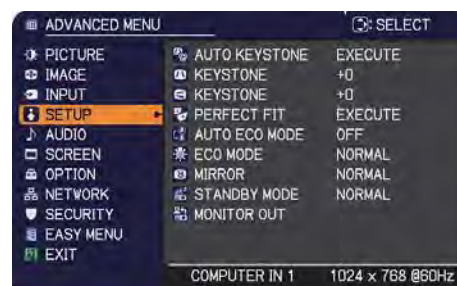 ADVANCED MENU : SELECT
PICTURE AUTO KEYSTONE EXECUTE
IMAGE KEYSTONE +0
INPUT KEYSTONE +0
SETUP PERFECT FIT EXECUTE
AUDIO AUTO ECO MODE OFF
SCREEN ECO MODE NORMAL
OPTION MIRROR NORMAL
NETWORK STANDBY MODE NORMAL
SECURITY MONITOR OUT
EASY MENU
EXIT
COMPUTER IN 1 1024 x 768 @60Hz